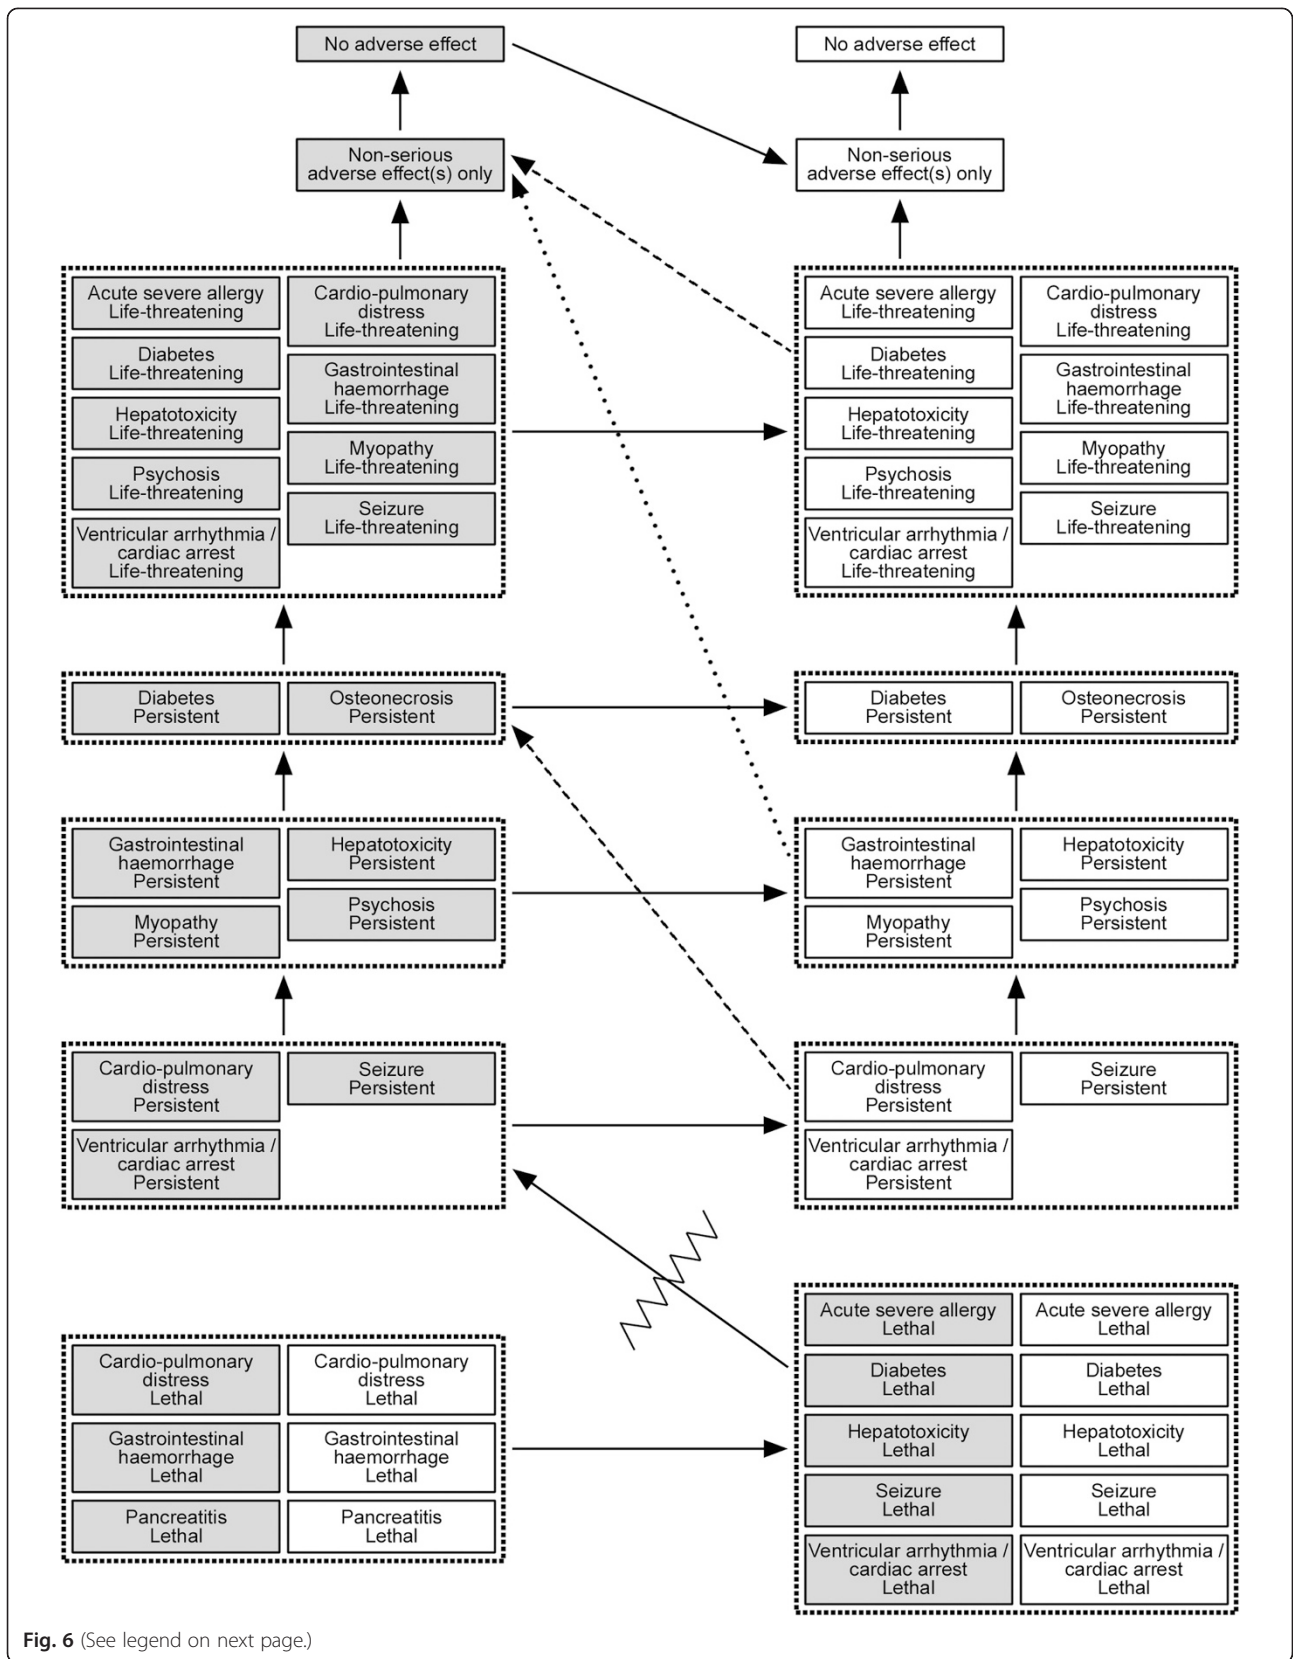 No adverse effect
No adverse effect
Non-serious
adverse effect(s) only
Non-serious
adverse effect(s) only
Acute severe allergy
Life-threatening
Diabetes
Life-threatening
Hepatotoxicity
Life-threatening
Psychosis
Life-threatening
Ventricular arrhythmia /
cardiac arrest
Life-threatening
Cardio-pulmonary
distress
Life-threatening
Gastrointestinal
haemorrhage
Life-threatening
Myopathy
Life-threatening
Seizure
Life-threatening
Acute severe allergy
Life-threatening
Diabetes
Life-threatening
Hepatotoxicity
Life-threatening
Psychosis
Life-threatening
Ventricular arrhythmia /
cardiac arrest
Life-threatening
Cardio-pulmonary
distress
Life-threatening
Gastrointestinal
haemorrhage
Life-threatening
Myopathy
Life-threatening
Seizure
Life-threatening
Diabetes
Persistent
Osteonecrosis
Persistent
Diabetes
Persistent
Osteonecrosis
Persistent
Gastrointestinal
haemorrhage
Persistent
Myopathy
Persistent
Hepatotoxicity
Persistent
Psychosis
Persistent
Gastrointestinal
haemorrhage
Persistent
Myopathy
Persistent
Hepatotoxicity
Persistent
Psychosis
Persistent
Cardio-pulmonary
distress
Persistent
Ventricular arrhythmia /
cardiac arrest
Persistent
Seizure
Persistent
Cardio-pulmonary
distress
Persistent
Ventricular arrhythmia /
cardiac arrest
Persistent
Seizure
Persistent
Cardio-pulmonary
distress
Lethal
Gastrointestinal
haemorrhage
Lethal
Pancreatitis
Lethal
Cardio-pulmonary
distress
Lethal
Gastrointestinal
haemorrhage
Lethal
Pancreatitis
Lethal
Acute severe allergy
Lethal
Diabetes
Lethal
Hepatotoxicity
Lethal
Seizure
Lethal
Ventricular arrhythmia /
cardiac arrest
Lethal
Acute severe allergy
Lethal
Diabetes
Lethal
Hepatotoxicity
Lethal
Seizure
Lethal
Ventricular arrhythmia /
cardiac arrest
Lethal
Fig. 6 (See legend on next page.)